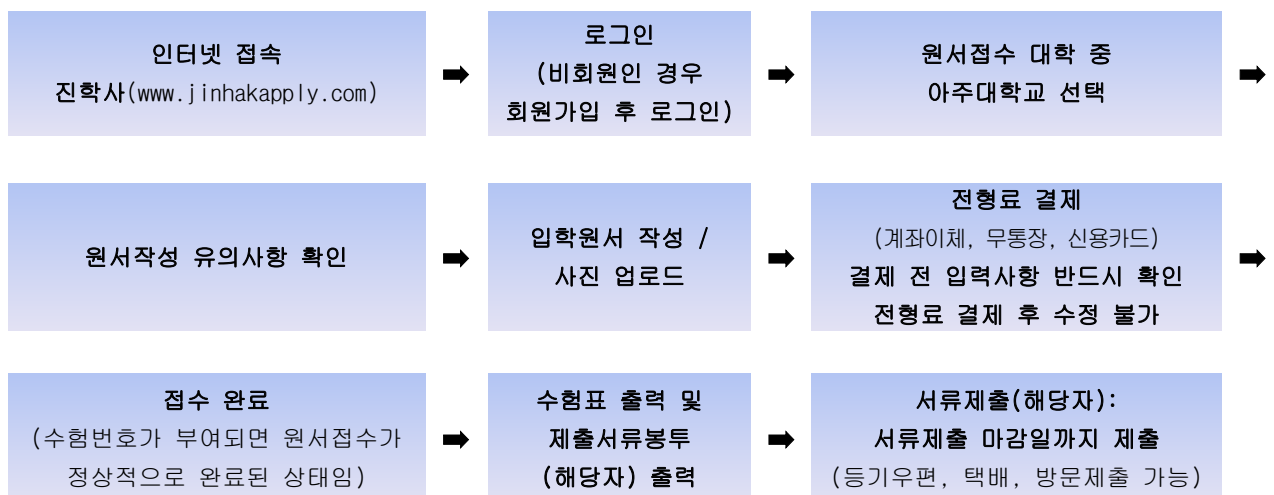 인터넷 접속
진학사(www.jinhakapply.com)
➡
로그인
(비회원인 경우
회원가입 후 로그인)
➡
원서접수 대학 중
아주대학교 선택
➡
원서작성 유의사항 확인
➡
입학원서 작성 /
사진 업로드
➡
전형료 결제
(계좌이체, 무통장, 신용카드)
결제 전 입력사항 반드시 확인
전형료 결제 후 수정 불가
➡
접수 완료
(수험번호가 부여되면 원서접수가
정상적으로 완료된 상태임)
➡
수험표 출력 및
제출서류봉투
(해당자) 출력
➡
서류제출(해당자):
서류제출 마감일까지 제출
(등기우편, 택배, 방문제출 가능)